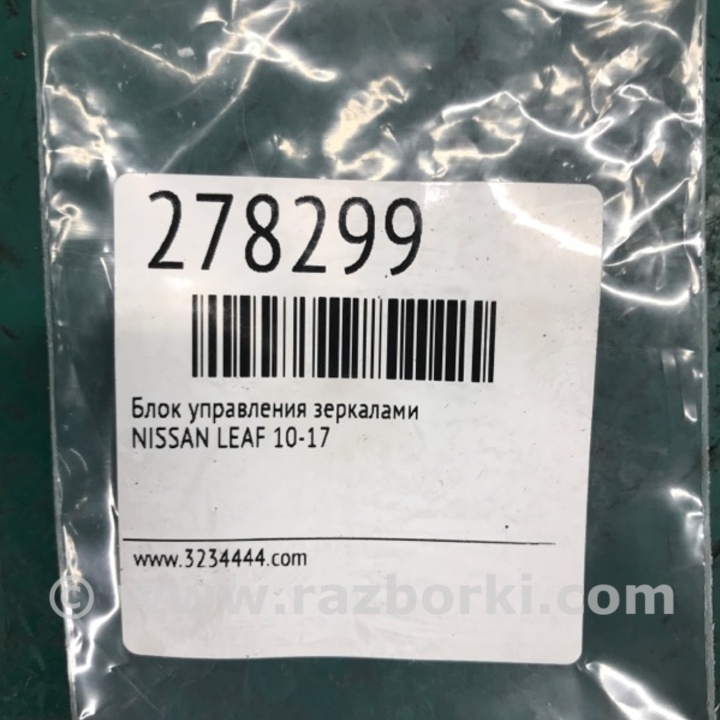 278299
Блок управления зеркалами
NISSAN LEAF 10-17
www.3234444.com
© www.razborki.com